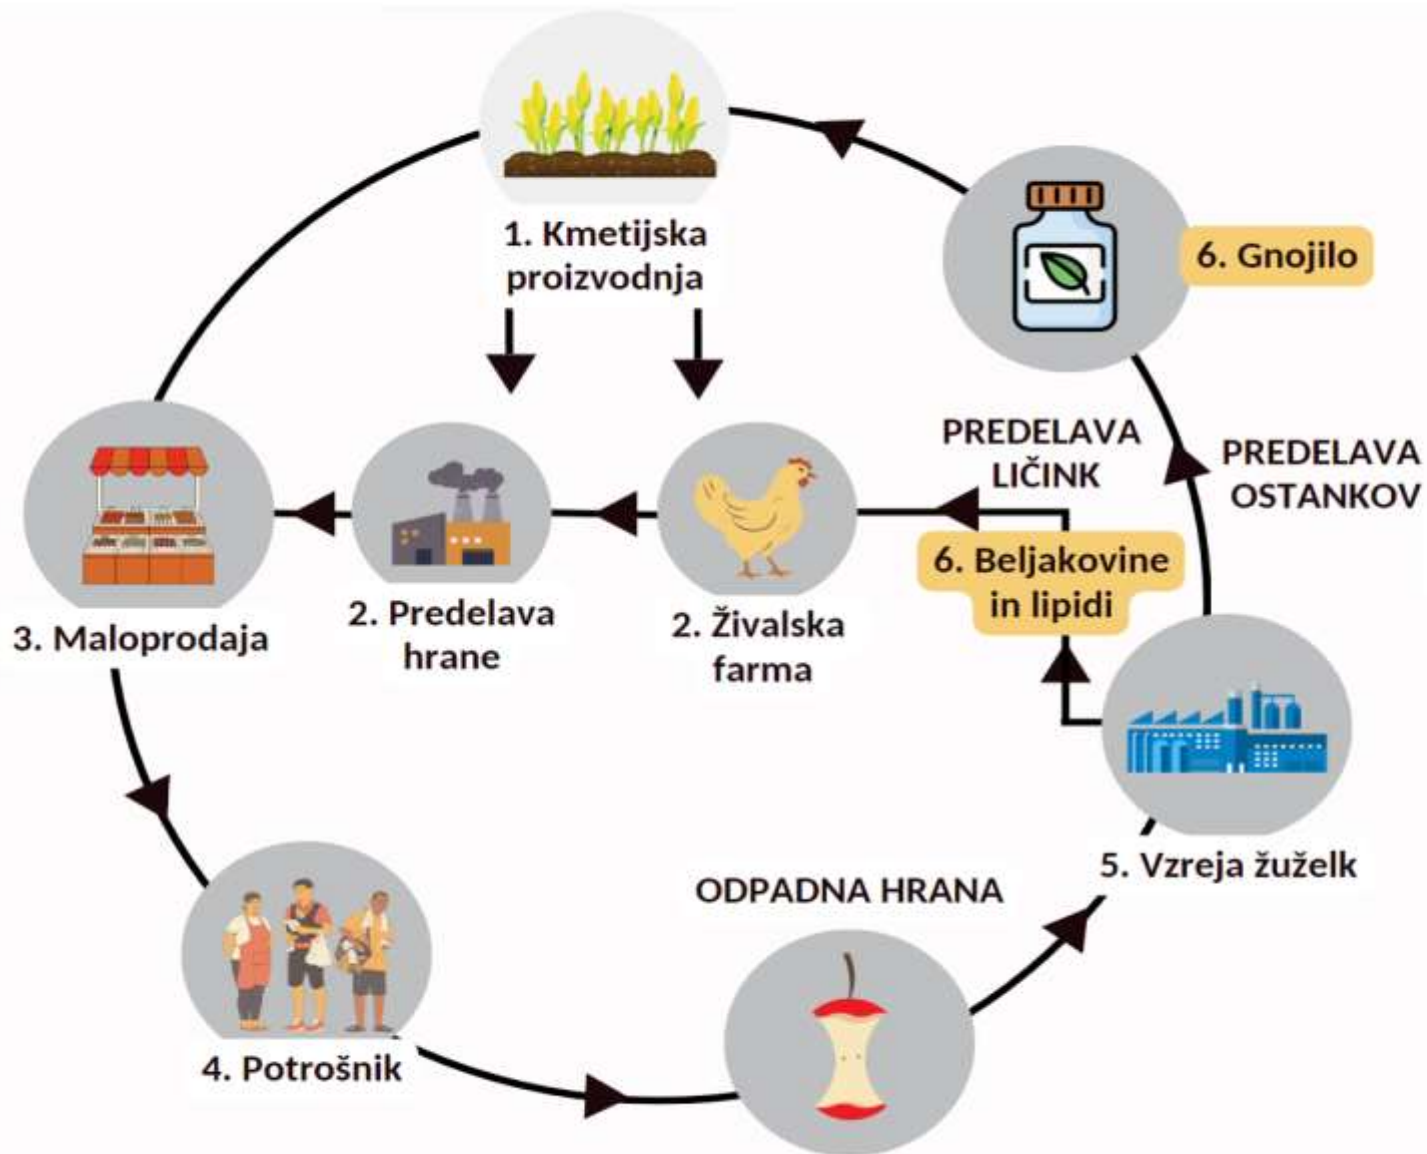 1. Kmetijska
proizvodnja
6. Gnojilo
PREDELAVA
LIČINK
PREDELAVA
OSTANKOV
6. Beljakovine
in lipidi
2. Živalska
farma
2. Predelava
hrane
3. Maloprodaja
4. Potrošnik
ODPADNA HRANA
5. Vzreja žuželk